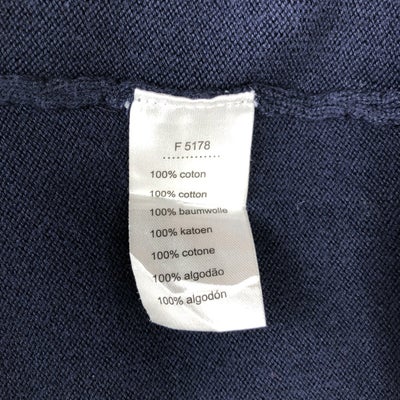 F 5178
100% coton
100% cotton
100% baumwolle
100% katoen
100% cotone
100% algodão
100% algodón